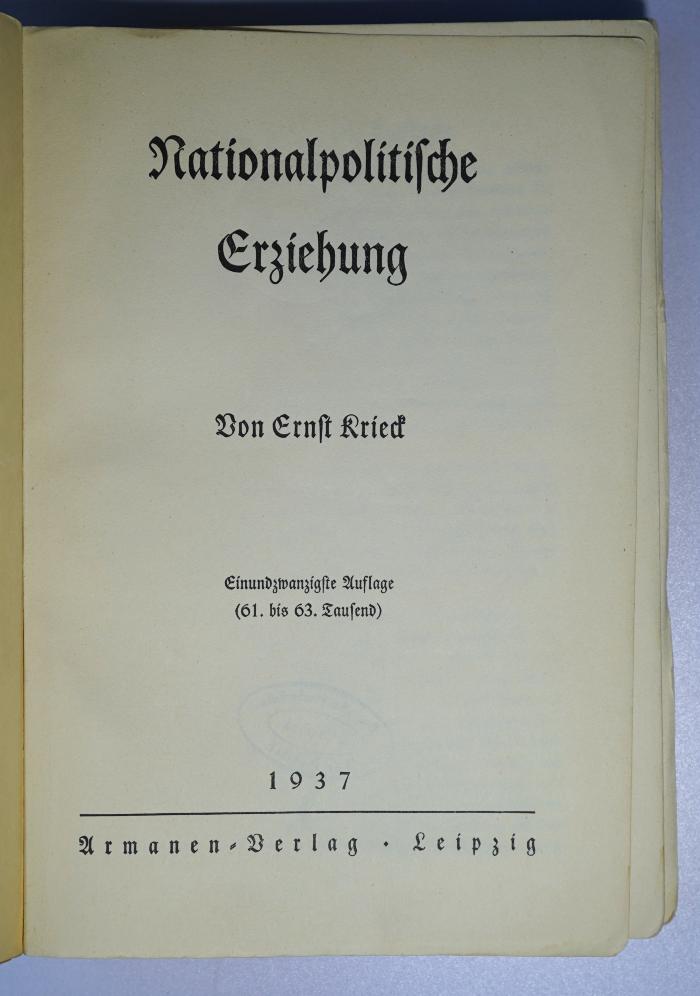 Nationalpolitiſche
Erziehung
Von Ernſt Krieck
Einundzwanzigſte Auflage
(61. bis 63. Tauſend)
1937
Armanen-Verlag · Leipzig